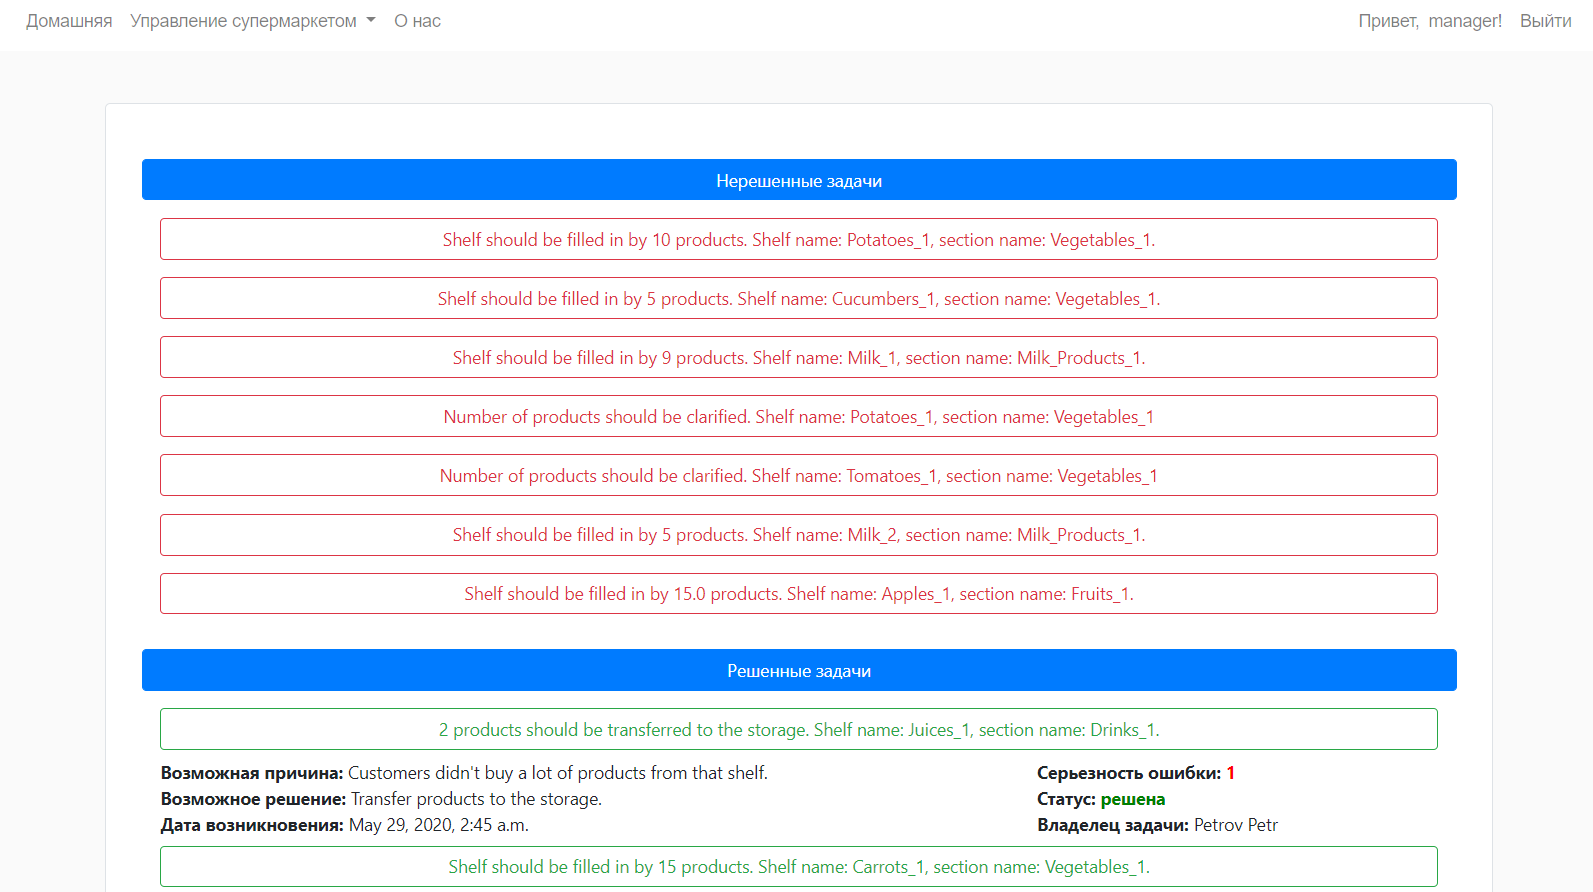 Домашняя Управление супермаркетом О нас Привет, manager! Выйти
Нерешенные задачи
Shelf should be filled in by 10 products. Shelf name: Potatoes_1, section name: Vegetables_1.
Shelf should be filled in by 5 products. Shelf name: Cucumbers_1, section name: Vegetables_1.
Shelf should be filled in by 9 products. Shelf name: Milk_1, section name: Milk_Products_1.
Number of products should be clarified. Shelf name: Potatoes_1, section name: Vegetables_1
Number of products should be clarified. Shelf name: Tomatoes_1, section name: Vegetables_1
Shelf should be filled in by 5 products. Shelf name: Milk_2, section name: Milk_Products_1.
Shelf should be filled in by 15.0 products. Shelf name: Apples_1, section name: Fruits_1.
Решенные задачи
2 products should be transferred to the storage. Shelf name: Juices_1, section name: Drinks_1.
Возможная причина: Customers didn't buy a lot of products from that shelf. Серьезность ошибки: 1
Возможное решение: Transfer products to the storage. Статус: решена
Дата возникновения: May 29, 2020, 2:45 a.m. Владелец задачи: Petrov Petr
Shelf should be filled in by 15 products. Shelf name: Carrots_1, section name: Vegetables_1.